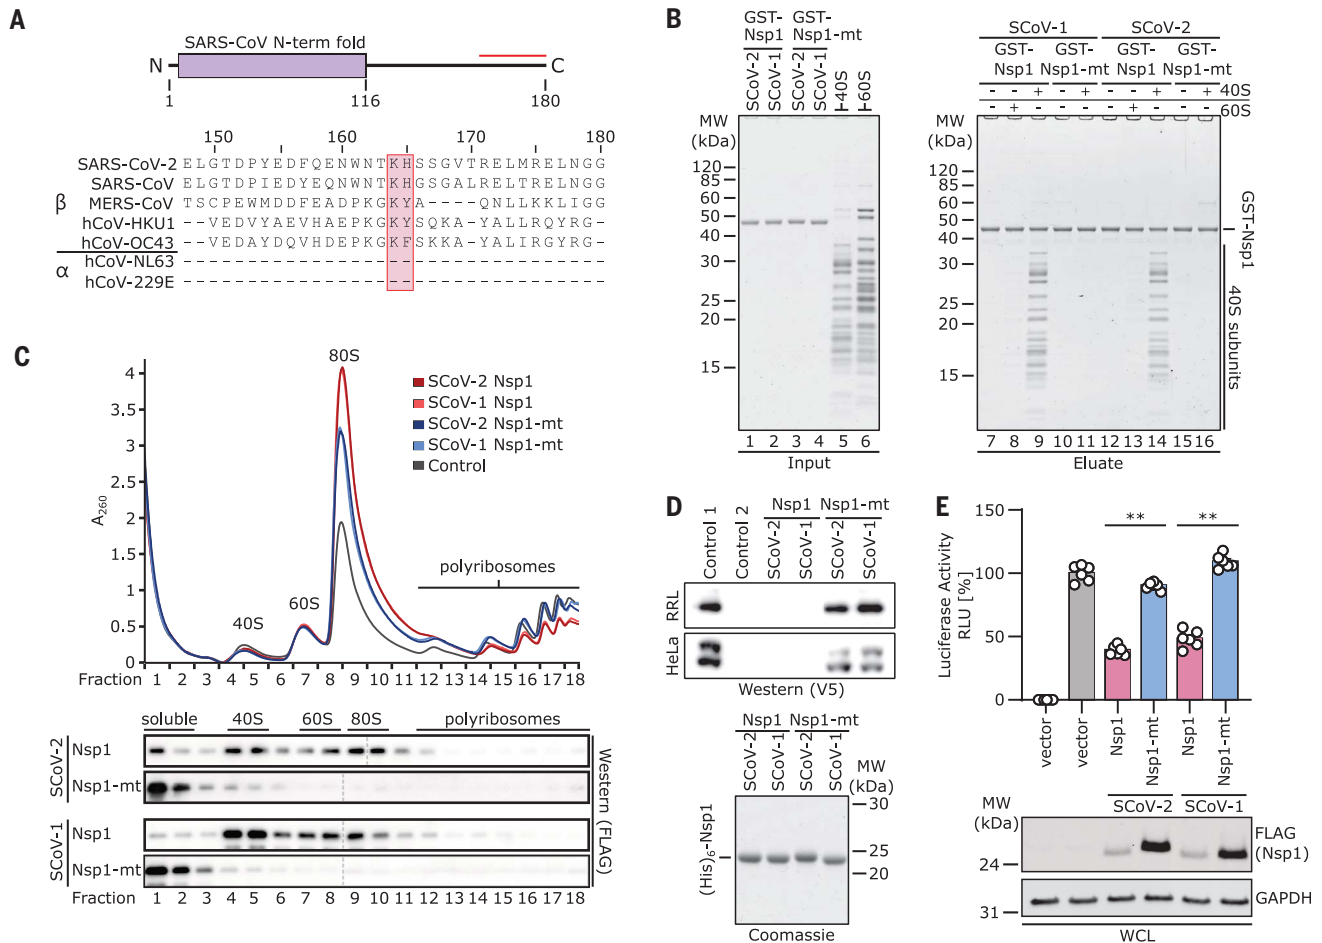 A
SARS-CoV N-term fold
N
C
1
116
180
150
160
170
180
β
α
SARS-CoV-2 ELGTDPYEDFQENWNTKHSSGVTRELMRELNGG
SARS-CoV ELGTDPIEDYEQNWNTKHGSGALRELTRELNGG
MERS-CoV TSCPEWMDDFEADPKGKYA---QNLLKKLIGG
hCoV-HKU1 --VEDVYAEVHAEPKGKYSQKA-YALLKQYRG-
hCoV-OC43 --VEDAYDQVHDEPKGKFSKKA-YALIRGYRG-
hCoV-NL63 ---------------------------------
hCoV-229E ---------------------------------
B
GST-Nsp1
GST-Nsp1-mt
SCoV-2
SCoV-1
SCoV-2
SCoV-1
40S
60S
MW (kDa)
120
85
60
50
40
30
25
20
15
1 2 3 4 5 6
Input
SCoV-1
SCoV-2
GST-Nsp1
GST-Nsp1-mt
GST-Nsp1
GST-Nsp1-mt
- - + - + - - + - + 40S
+ + 60S
MW (kDa)
120
85
60
50
40
30
25
20
15
GST-Nsp1
40S subunits
7 8 9 10 11 12 13 14 15 16
Eluate
C
A260
4
3.5
3
2.5
2
1.5
1
0.5
0
80S
60S
40S
polyribosomes
SCoV-2 Nsp1
SCoV-1 Nsp1
SCoV-2 Nsp1-mt
SCoV-1 Nsp1-mt
Control
Fraction 1 2 3 4 5 6 7 8 9 10 11 12 13 14 15 16 17 18
soluble 40S 60S 80S polyribosomes
SCoV-2
Nsp1
Nsp1-mt
SCoV-1
Nsp1
Nsp1-mt
Western (FLAG)
Fraction 1 2 3 4 5 6 7 8 9 10 11 12 13 14 15 16 17 18
D
Control 1
Control 2
Nsp1
Nsp1-mt
SCoV-2
SCoV-1
SCoV-2
SCoV-1
RRL
HeLa
Western (V5)
Nsp1 Nsp1-mt
SCoV-2
SCoV-1
SCoV-2
SCoV-1
MW (kDa)
30
25
20
(His)6-Nsp1
Coomassie
E
Luciferase Activity
RLU [%]
150
100
50
0
**
**
vector
vector
Nsp1
Nsp1-mt
Nsp1
Nsp1-mt
SCoV-2 SCoV-1
MW (kDa)
24
31
FLAG (Nsp1)
GAPDH
WCL